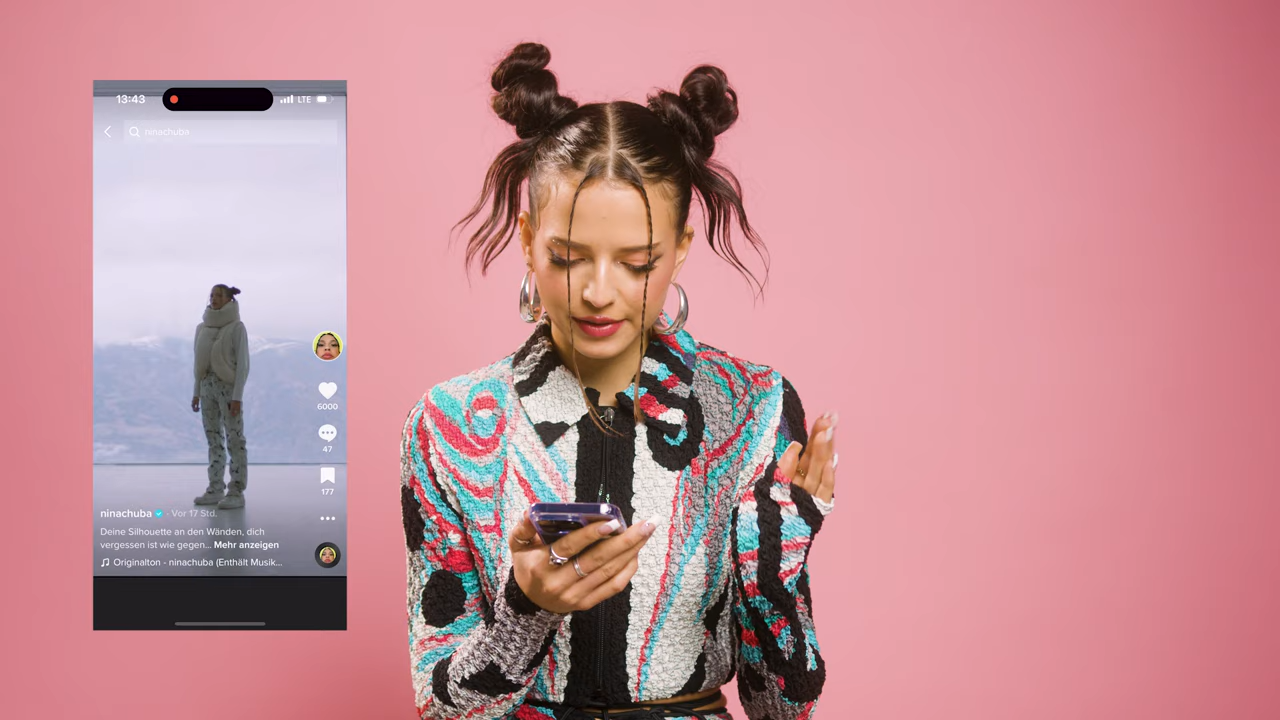 13:43 LTE
ninachuba
6000
47
177
ninachuba · Vor 17 Std.
Deine Silhouette an den Wänden, dich
vergessen ist wie gegen... Mehr anzeigen
Originalton - ninachuba (Enthält Musik...